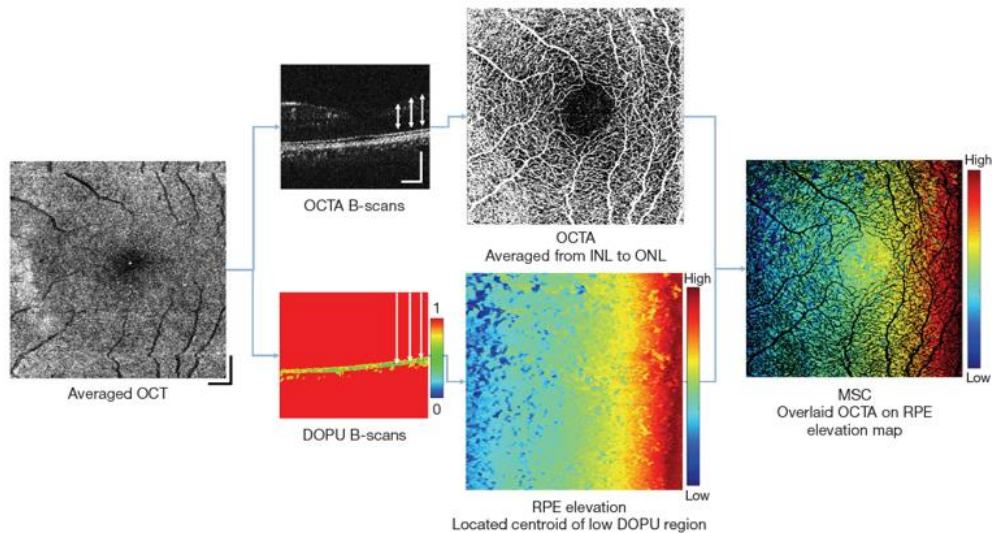 Averaged OCT
OCTA B-scans
1
0
DOPU B-scans
OCTA
Averaged from INL to ONL
High
Low
RPE elevation
Located centroid of low DOPU region
High
Low
MSC
Overlaid OCTA on RPE
elevation map